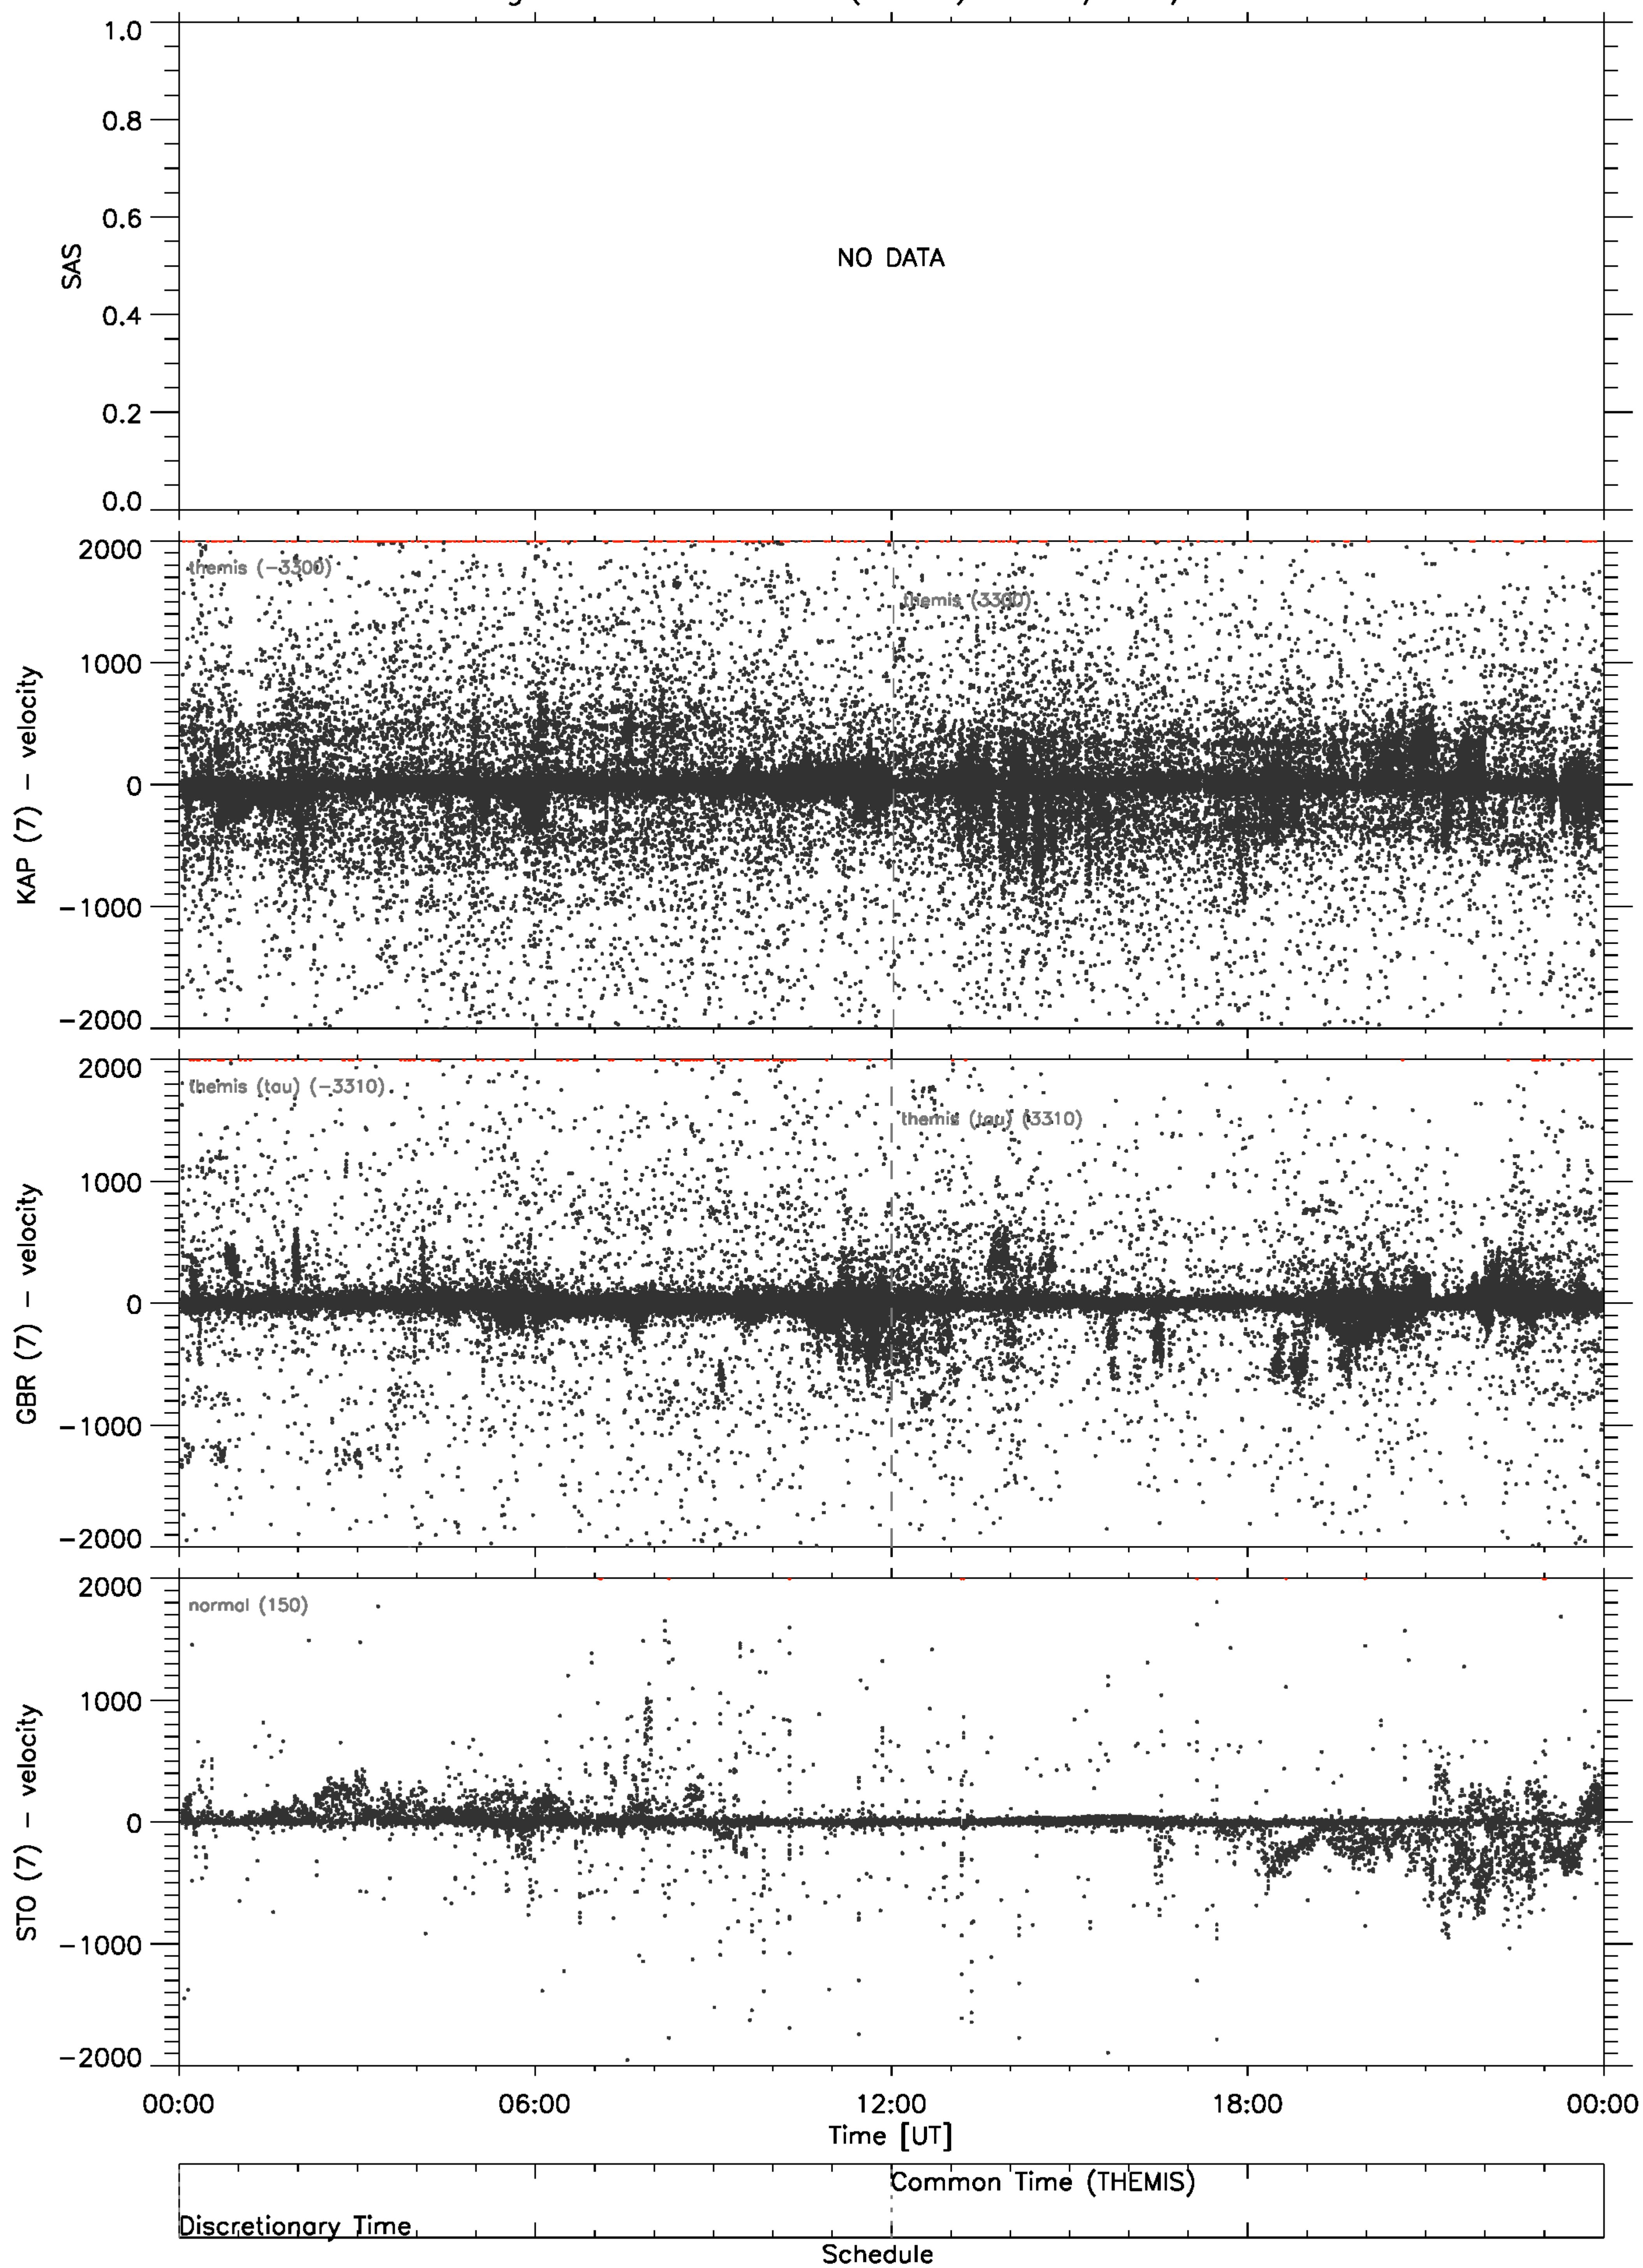 1.0
0.8
0.6
0.4
0.2
0.0
SAS
NO DATA
2000
1000
0
-1000
-2000
KAP (7) - velocity
themis (-3300)
themis (3300)
2000
1000
0
-1000
-2000
GBR (7) - velocity
themis (tau) (-3310)
themis (tau) (3310)
2000
1000
0
-1000
-2000
STO (7) - velocity
normal (150)
00:00 06:00 12:00 18:00 00:00
Time [UT]
Common Time (THEMIS)
Discretionary Time
Schedule